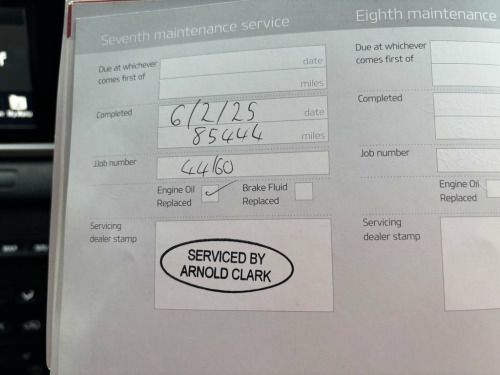 Seventh maintenance service
Due at whichever comes first of
date
miles
Completed
6/2/25 date
85444 miles
Job number
44160
Engine Oil Replaced ✓
Brake Fluid Replaced
Servicing dealer stamp
SERVICED BY
ARNOLD CLARK
Eighth maintenance
Due at whichever comes first of
Completed
Job number
Engine Oil Replaced
Servicing dealer stamp